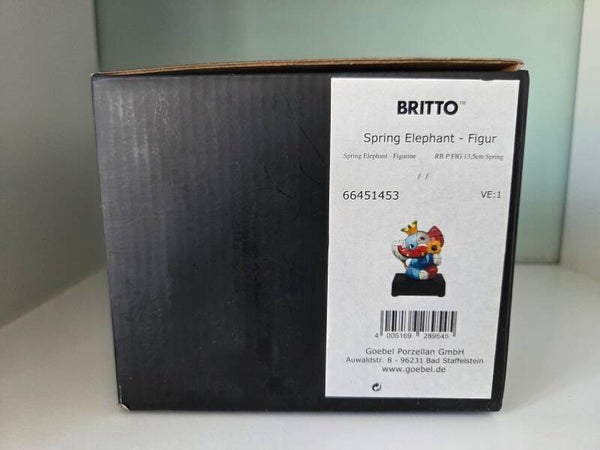 BRITTO™
Spring Elephant - Figur
Spring Elephant - Figurine RB P FIG 13,5cm Spring
/ /
66451453 VE:1
4 005169 289545
Goebel Porzellan GmbH
Auwaldstr. 8 - 96231 Bad Staffelstein
www.goebel.de